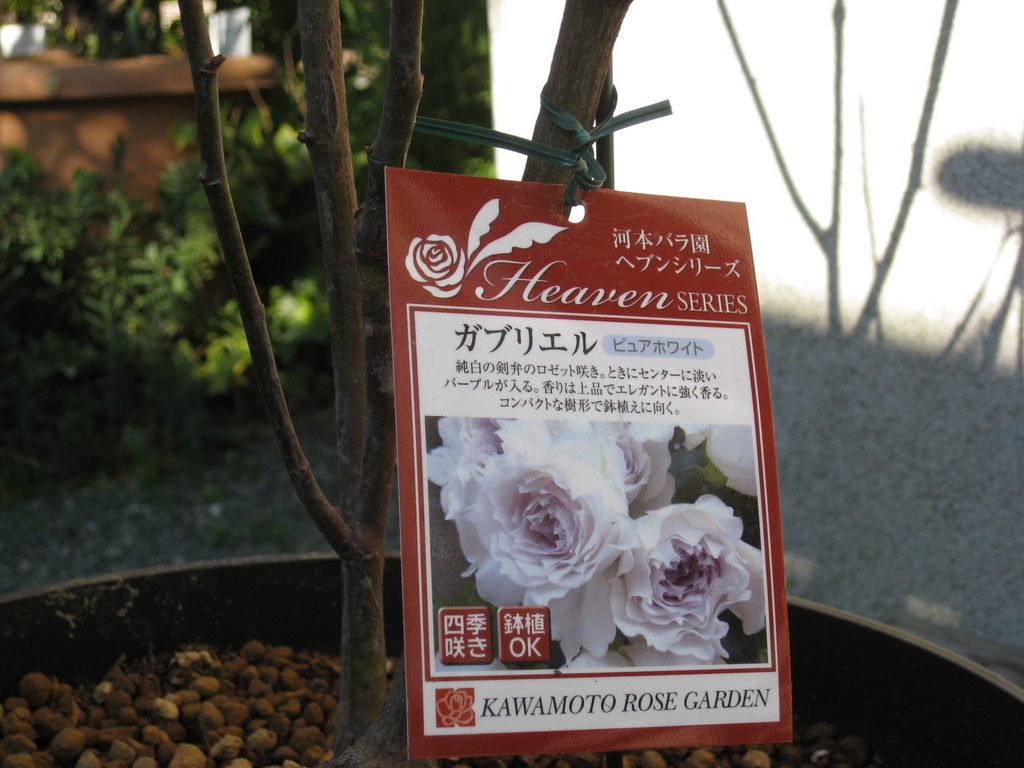 河本バラ園
ヘブンシリーズ
Heaven SERIES
ガブリエル ピュアホワイト
純白の剣弁のロゼット咲き。ときにセンターに淡い
パープルが入る。香りは上品でエレガントに強く香る。
コンパクトな樹形で鉢植えに向く。
四季
咲き
鉢植
OK
KAWAMOTO ROSE GARDEN